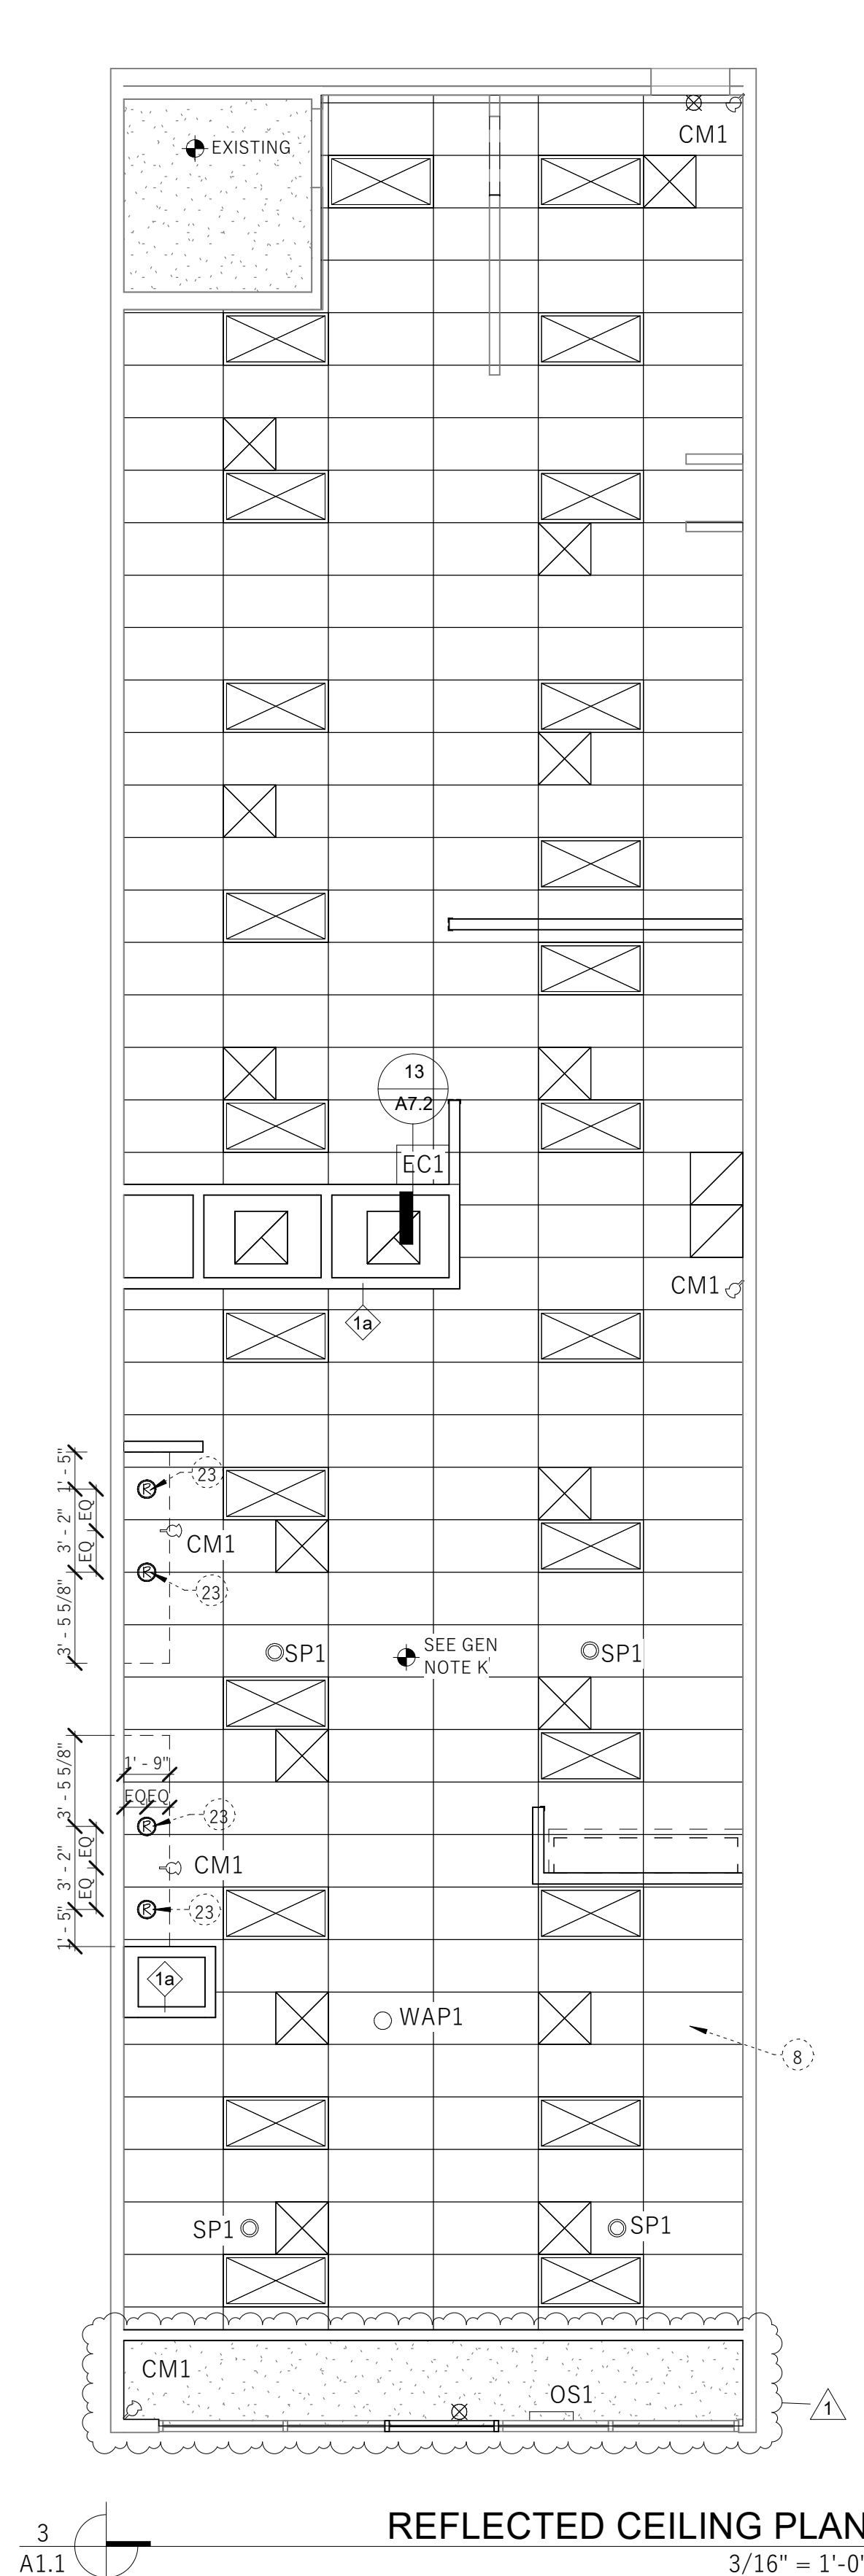 CM1
EXISTING
13
A7.2
EC1
CM1
1a
1' - 5"
23
EQ
3' - 2"
CM1
EQ
23
3' - 5 5/8"
SP1
SEE GEN
NOTE K
SP1
3' - 5 5/8"
1' - 9"
EQ
EQ
23
EQ
3' - 2"
CM1
EQ
23
1' - 5"
1a
WAP1
8
SP1
SP1
CM1
OS1
1
3
A1.1
REFLECTED CEILING PLAN
3/16" = 1'-0"
R
R
R
R